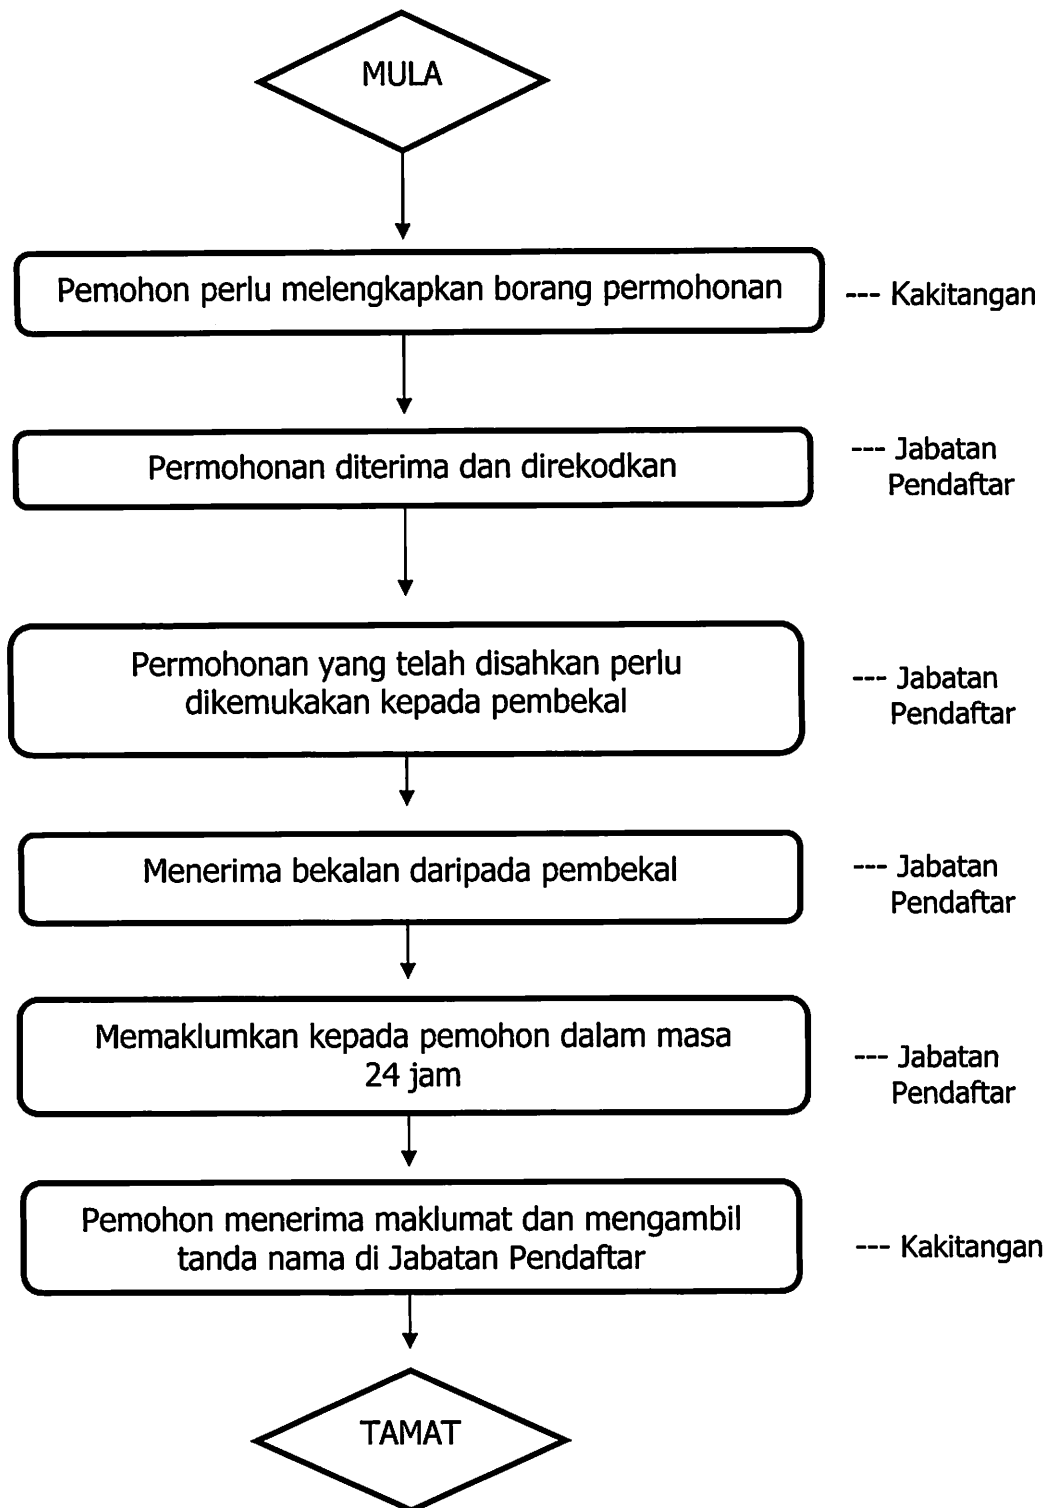 MULA
Pemohon perlu melengkapkan borang permohonan
--- Kakitangan
Permohonan diterima dan direkodkan
--- Jabatan
Pendaftar
Permohonan yang telah disahkan perlu
dikemukakan kepada pembekal
--- Jabatan
Pendaftar
Menerima bekalan daripada pembekal
--- Jabatan
Pendaftar
Memaklumkan kepada pemohon dalam masa
24 jam
--- Jabatan
Pendaftar
Pemohon menerima maklumat dan mengambil
tanda nama di Jabatan Pendaftar
--- Kakitangan
TAMAT